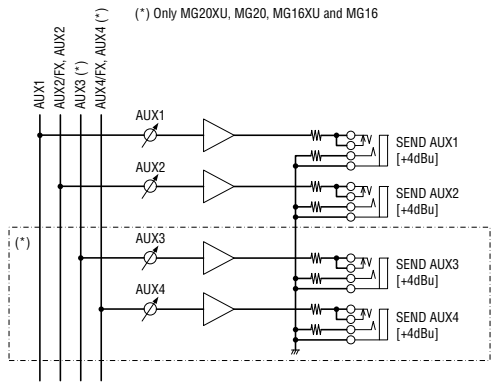 (*) Only MG20XU, MG20, MG16XU and MG16
AUX1
AUX2/FX, AUX2
AUX3 (*)
AUX4/FX, AUX4 (*)
AUX1
SEND AUX1
[+4dBu]
AUX2
SEND AUX2
[+4dBu]
(*)
AUX3
SEND AUX3
[+4dBu]
AUX4
SEND AUX4
[+4dBu]